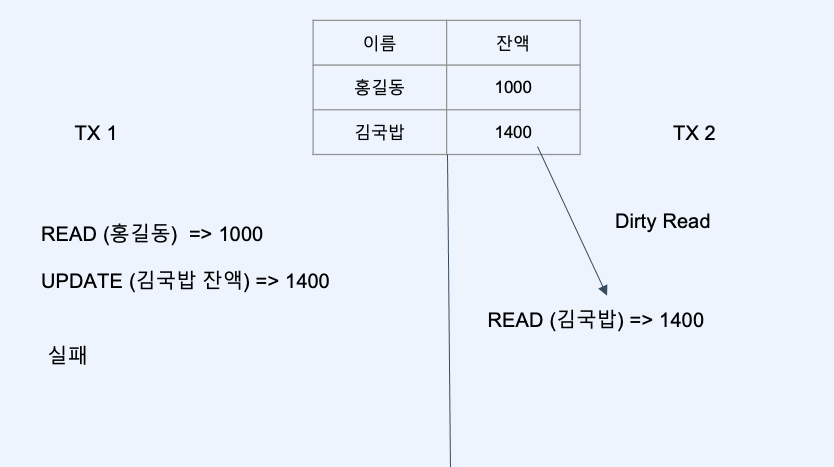 이름 잔액
홍길동 1000
김국밥 1400
TX 1
TX 2
Dirty Read
READ (홍길동) => 1000
UPDATE (김국밥 잔액) => 1400
READ (김국밥) => 1400
실패